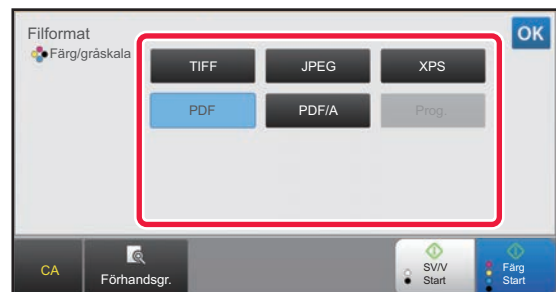 Filformat
OK
Färg/gråskala
TIFF
JPEG
XPS
PDF
PDF/A
Prog.
CA
Förhandsgr.
SV/V
Start
Färg
Start